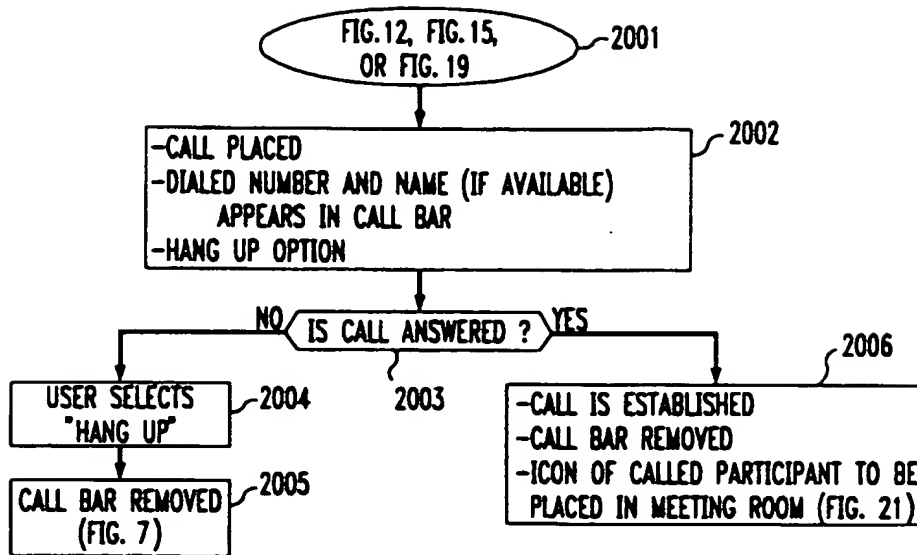 FIG. 12, FIG. 15,
OR FIG. 19
2001
2002
-CALL PLACED
-DIALED NUMBER AND NAME (IF AVAILABLE)
APPEARS IN CALL BAR
-HANG UP OPTION
NO
IS CALL ANSWERED ?
YES
2003
USER SELECTS
"HANG UP"
2004
CALL BAR REMOVED
(FIG. 7)
2005
2006
-CALL IS ESTABLISHED
-CALL BAR REMOVED
-ICON OF CALLED PARTICIPANT TO BE
PLACED IN MEETING ROOM (FIG. 21)